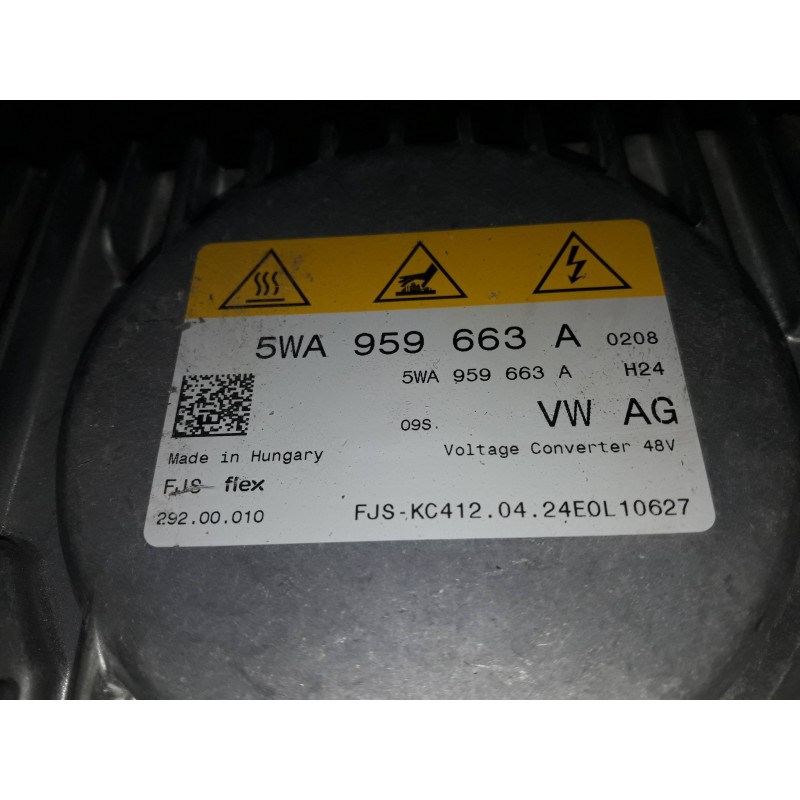 5WA 959 663 A 0208
5WA 959 663 A H24
09S. VW AG
Made in Hungary Voltage Converter 48V
FJS flex
292.00.010 FJS-KC412.04.24E0L10627